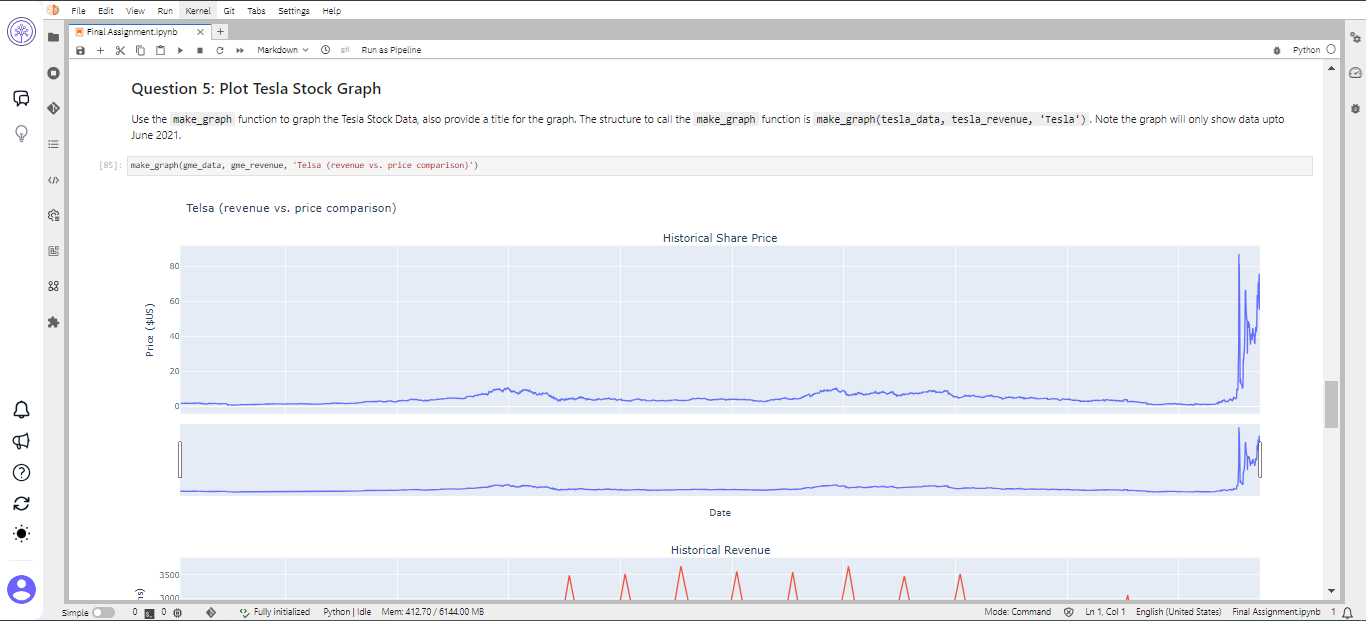 File Edit View Run Kernel Git Tabs Settings Help
Final Assignment.ipynb
Markdown git Run as Pipeline Python
Question 5: Plot Tesla Stock Graph
Use the make_graph function to graph the Tesla Stock Data, also provide a title for the graph. The structure to call the make_graph function is make_graph(tesla_data, tesla_revenue, 'Tesla'). Note the graph will only show data upto
June 2021.
[85]: make_graph(gme_data, gme_revenue, 'Telsa (revenue vs. price comparison)')
Telsa (revenue vs. price comparison)
Historical Share Price
80
60
40
20
0
Price ($US)
Date
Historical Revenue
3500
3000
ns)
Simple 0 0 Fully initialized Python | Idle Mem: 412.70 / 6144.00 MB Mode: Command Ln 1, Col 1 English (United States) Final Assignment.ipynb 1